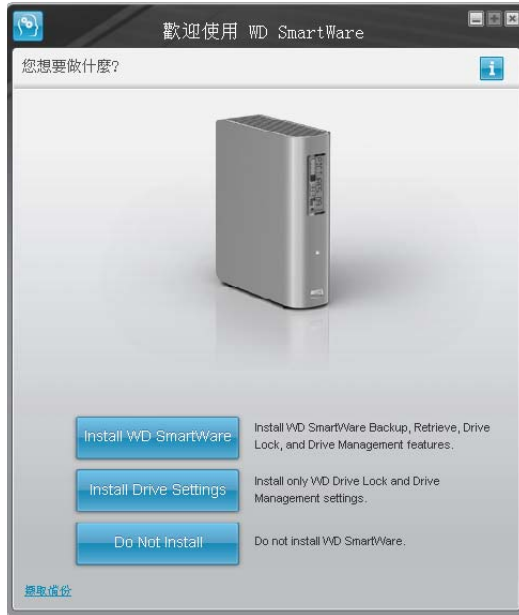 歡迎使用 WD SmartWare
您想要做什麼?
Install WD SmartWare
Install WD SmartWare Backup, Retrieve, Drive
Lock, and Drive Management features.
Install Drive Settings
Install only WD Drive Lock and Drive
Management settings.
Do Not Install
Do not install WD SmartWare.
擷取備份